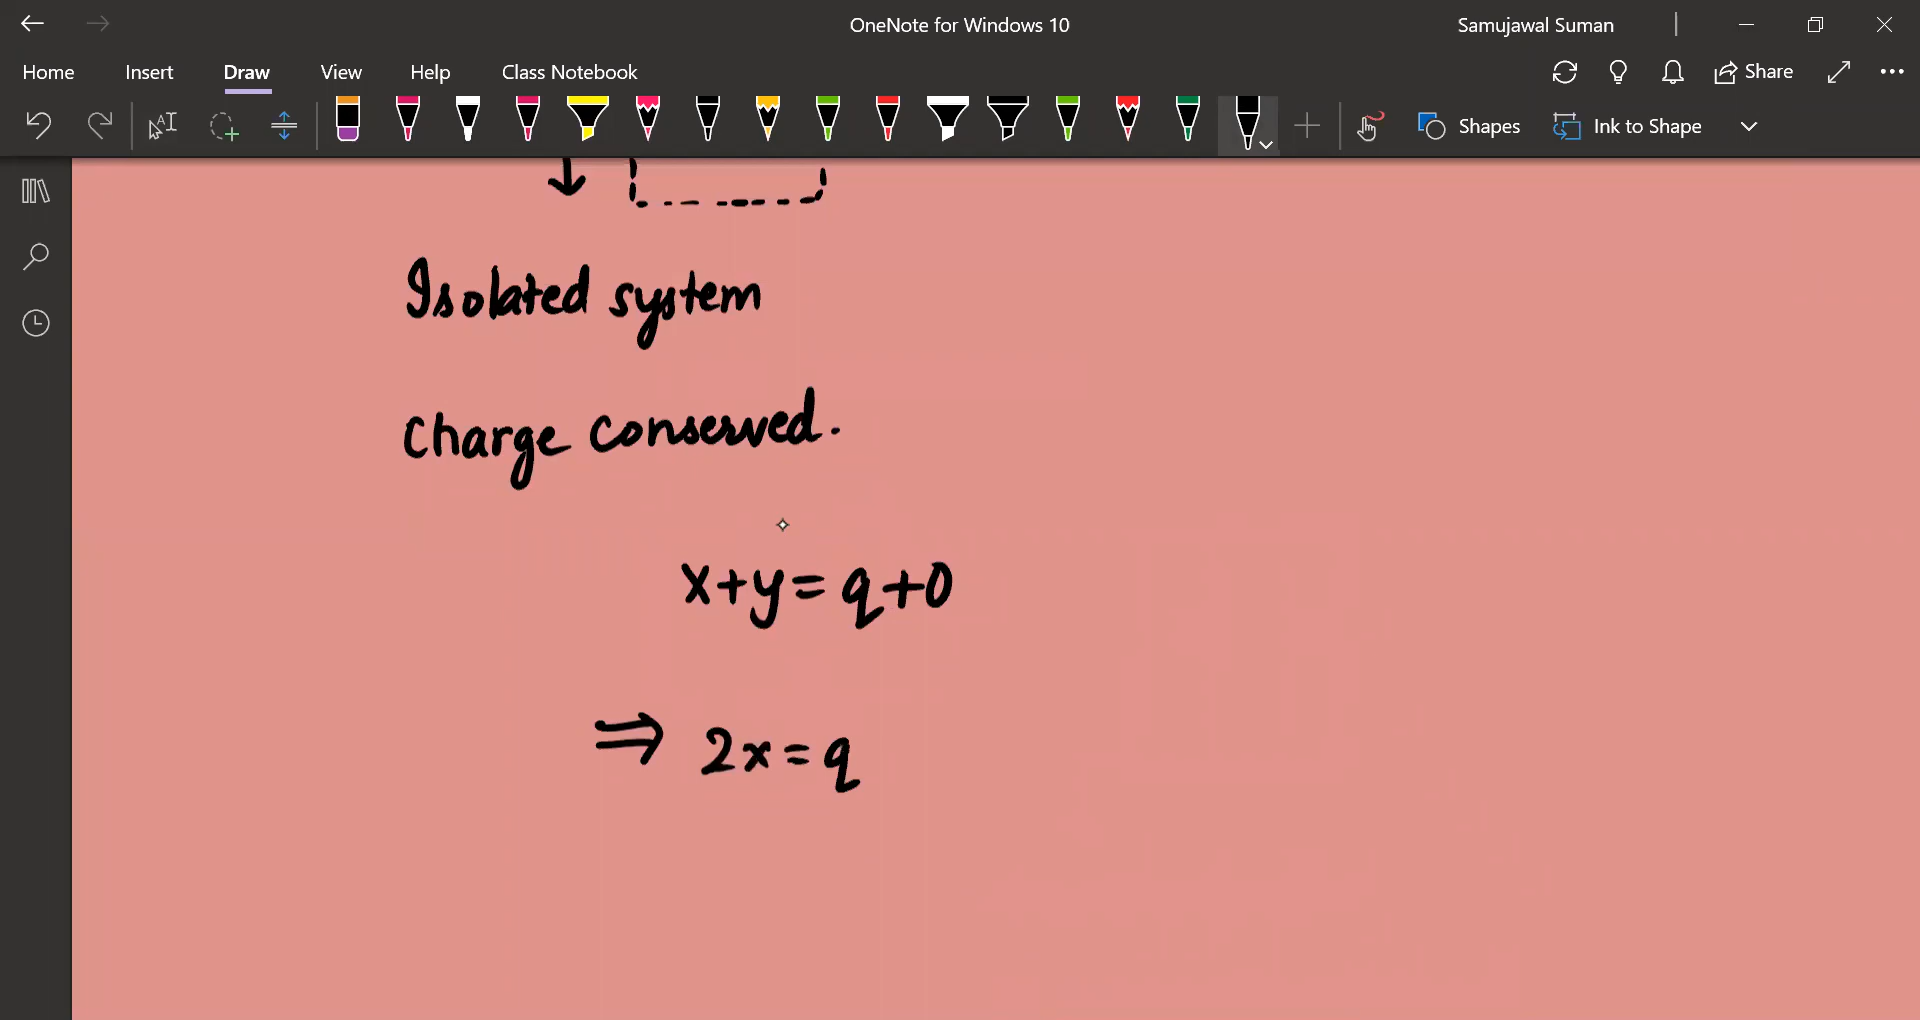 OneNote for Windows 10
Samujawal Suman
Home Insert Draw View Help Class Notebook
Share
Shapes Ink to Shape
Isolated system
Charge conserved.
x+y=q+0
⇒ 2x=q